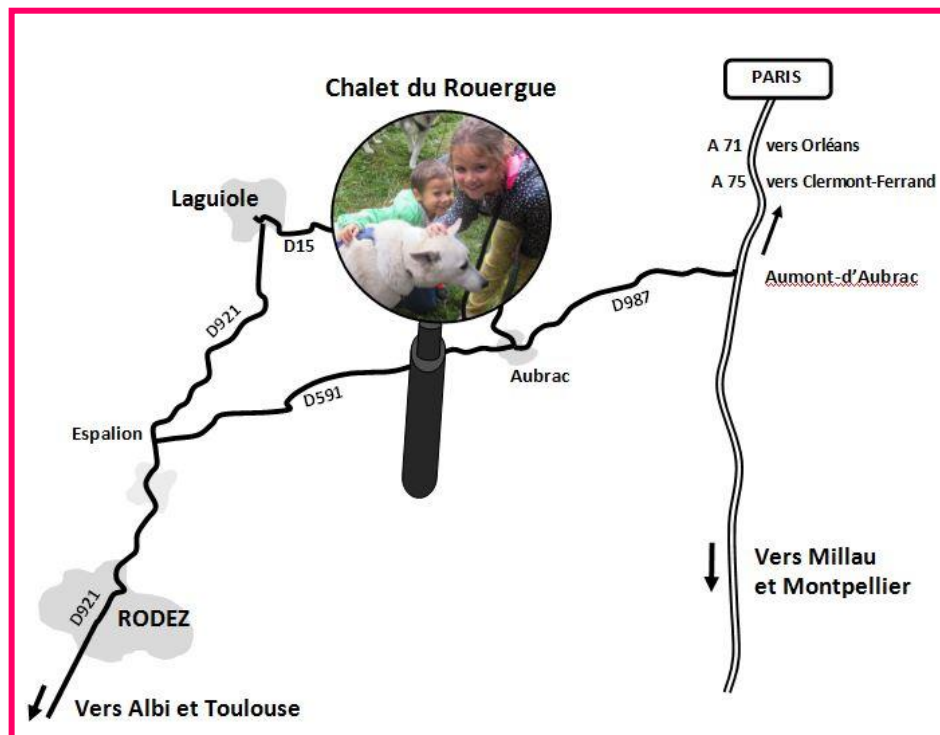 PARIS
Chalet du Rouergue
A 71 vers Orléans
A 75 vers Clermont-Ferrand
Laguiole
D15
Aumont-d'Aubrac
D987
D921
Aubrac
D591
Espalion
Vers Millau
et Montpellier
D921
RODEZ
Vers Albi et Toulouse